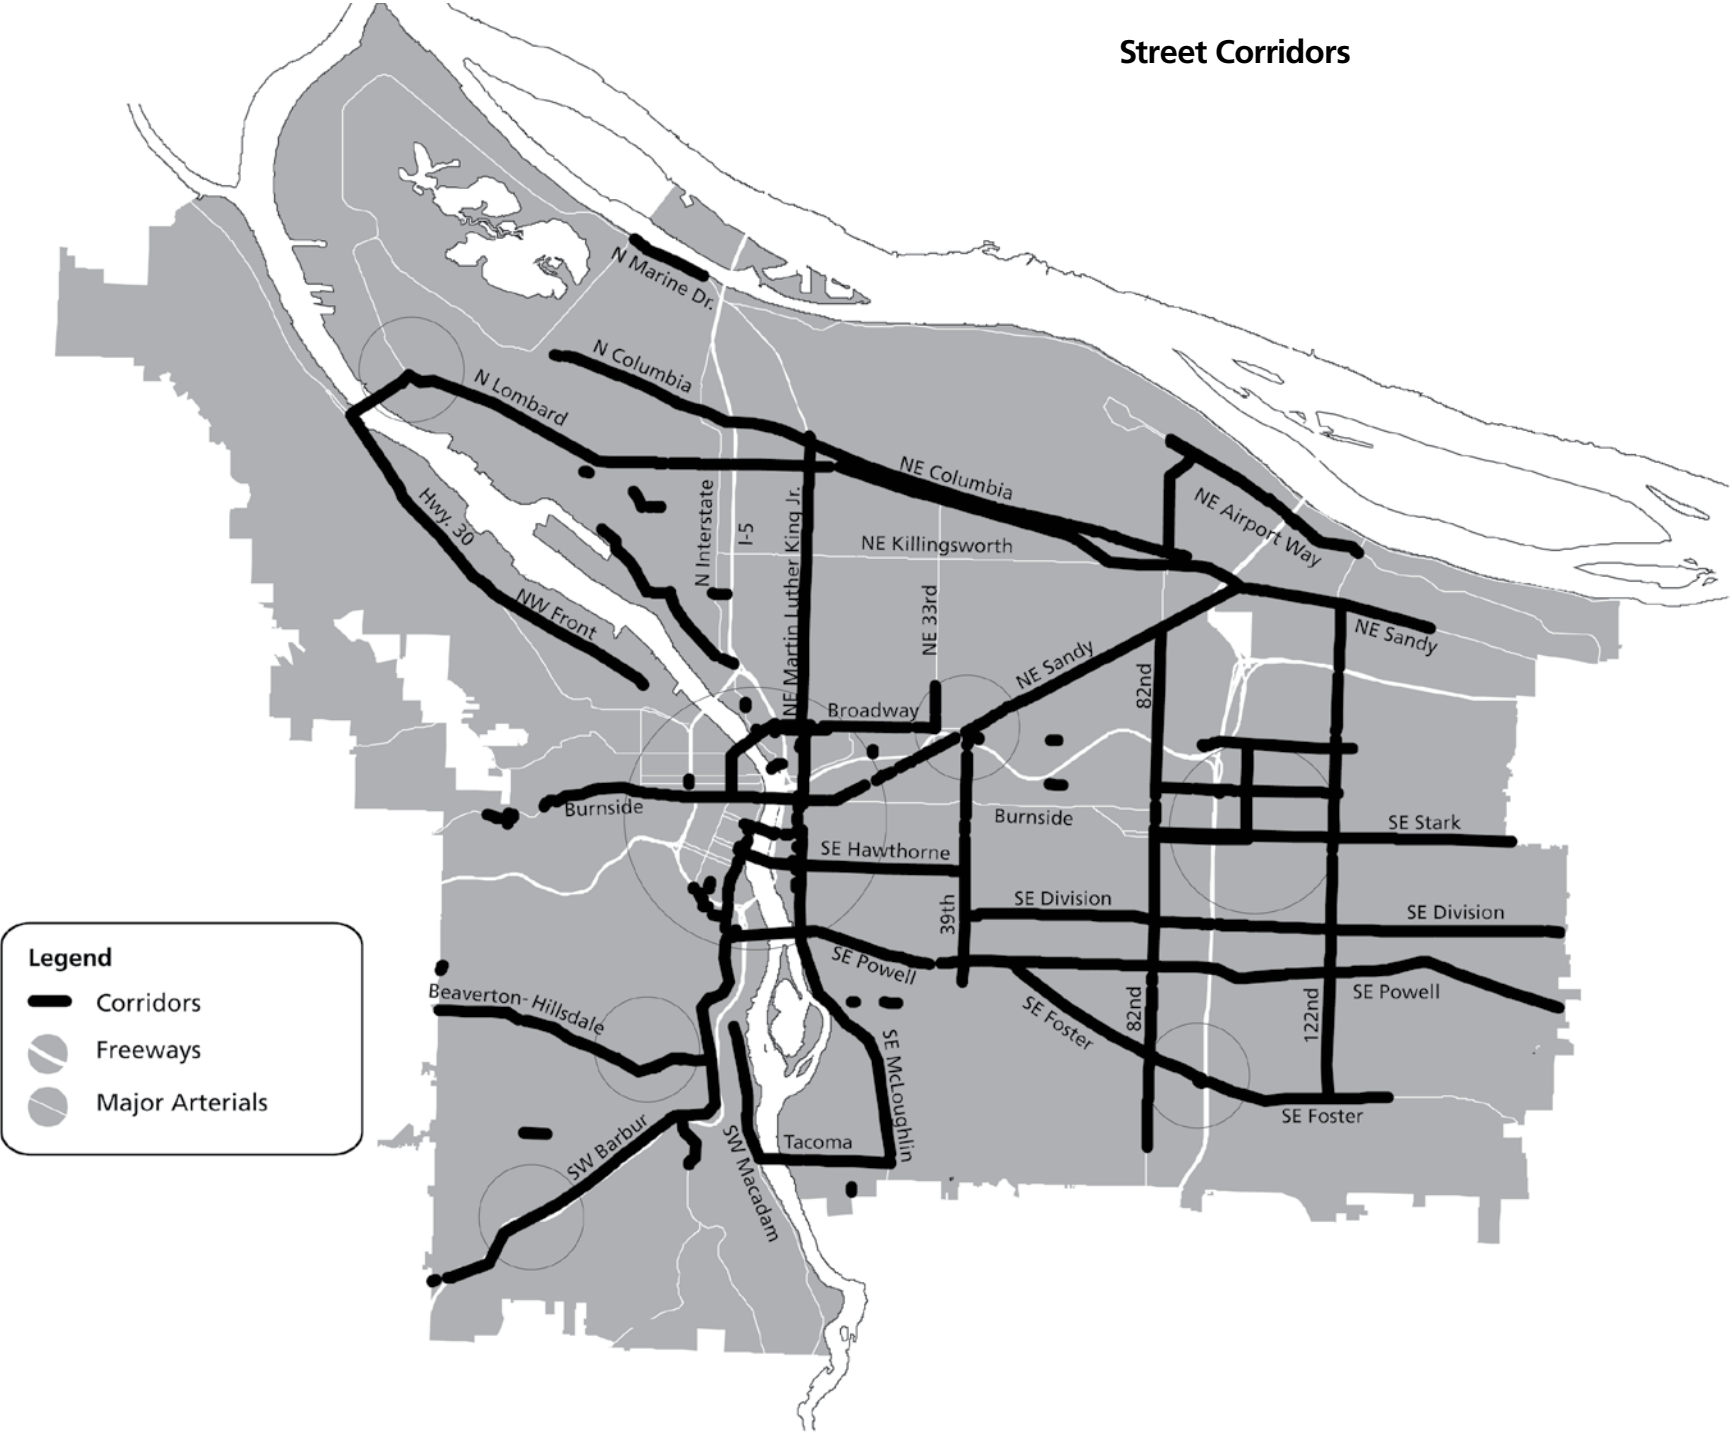 Street Corridors
N Marine Dr.
N Columbia
N Lombard
NE Columbia
NE Airport Way
Hwy. 30
N Interstate
I-5
NE Martin Luther King Jr.
NE Killingsworth
NE 33rd
NW Front
NE Sandy
NE Sandy
82nd
Broadway
Burnside
Burnside
SE Stark
SE Hawthorne
39th
SE Division
SE Division
SE Powell
SE Powell
Legend
Corridors
Freeways
Major Arterials
Beaverton-Hillsdale
SE Foster
82nd
122nd
SE McLoughlin
SE Foster
SW Barbur
SW Macadam
Tacoma